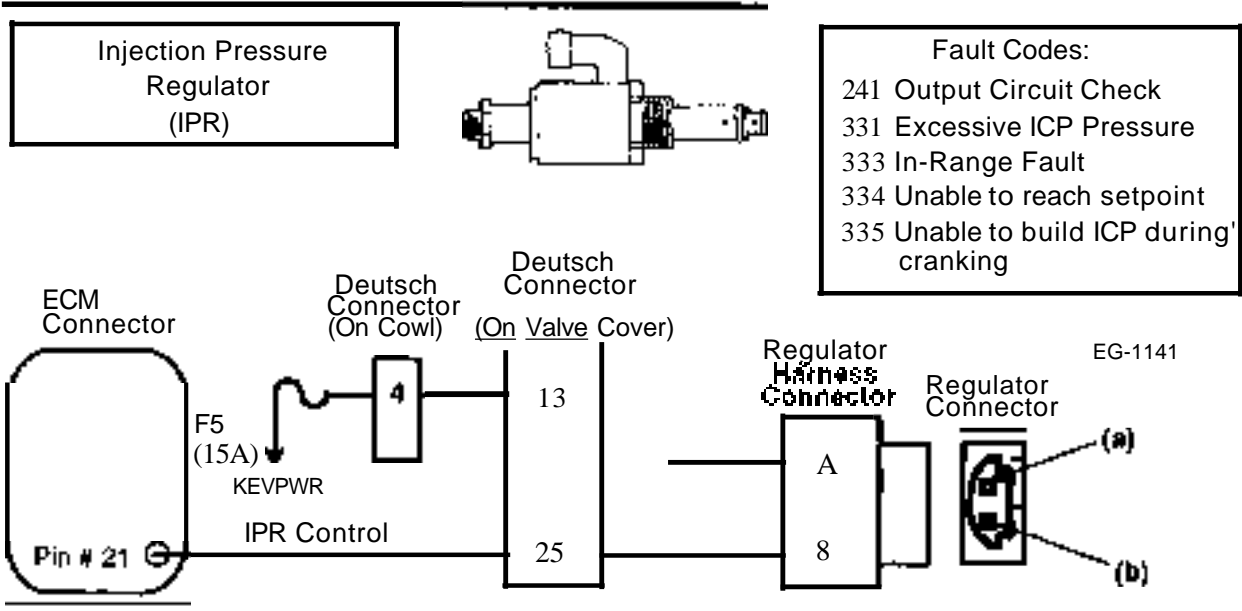 Injection Pressure
Regulator
(IPR)
Fault Codes:
241 Output Circuit Check
331 Excessive ICP Pressure
333 In-Range Fault
334 Unable to reach setpoint
335 Unable to build ICP during'
cranking
ECM
Connector
Deutsch
Connector
(On Cowl)
Deutsch
Connector
(On Valve Cover)
Regulator
Harness
Connector
Regulator
Connector
EG-1141
F5
(15A)
KEVPWR
4
13
A
(a)
IPR Control
Pin # 21
25
8
(b)